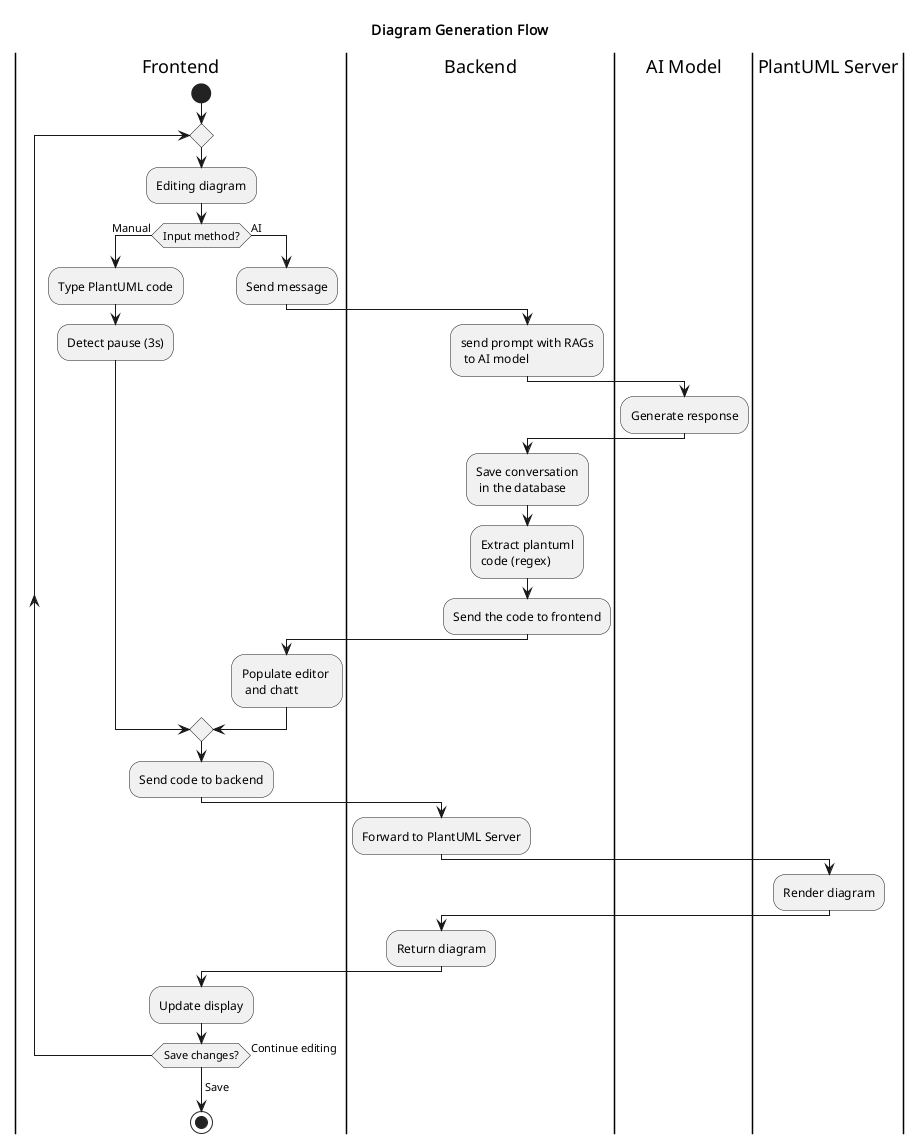 Diagram Generation Flow
Frontend
Backend
AI Model
PlantUML Server
Editing diagram
Input method?
Manual
AI
Type PlantUML code
Send message
Detect pause (3s)
send prompt with RAGs
to AI model
Generate response
Save conversation
in the database
Extract plantuml
code (regex)
Send the code to frontend
Populate editor
and chatt
Send code to backend
Forward to PlantUML Server
Render diagram
Return diagram
Update display
Save changes?
Continue editing
Save